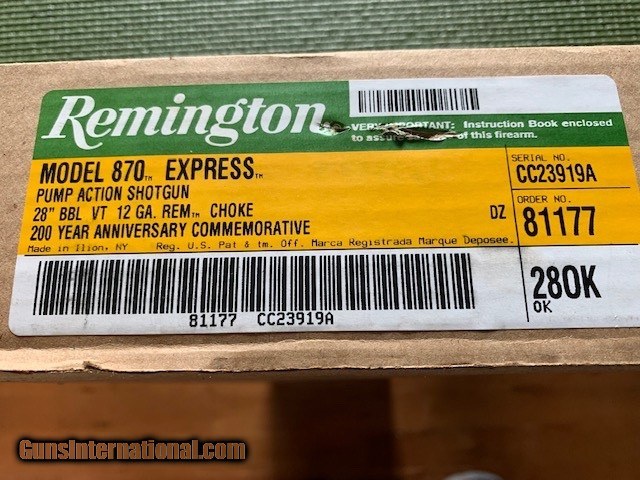 Remington
VERY IMPORTANT: Instruction Book enclosed
to assure of this firearm.
MODEL 870™ EXPRESS™
PUMP ACTION SHOTGUN
28" BBL VT 12 GA. REM™ CHOKE DZ
200 YEAR ANNIVERSARY COMMEMORATIVE
Made in Ilion, NY Reg. U.S. Pat & tm. Off. Marca Registrada Marque Deposee.
SERIAL NO.
CC23919A
ORDER NO.
81177
280K
OK
81177 CC23919A
GunsInternational.com